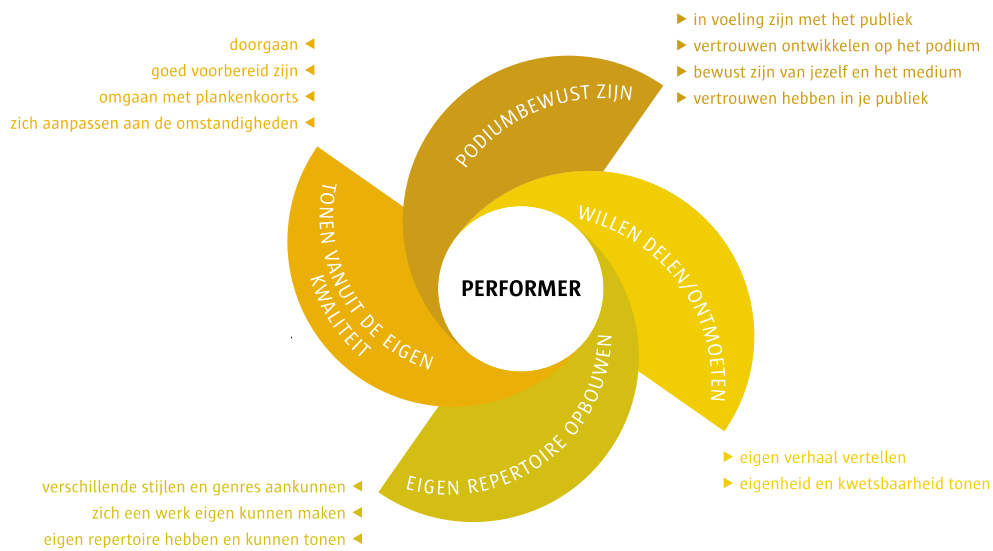 doorgaan
goed voorbereid zijn
omgaan met plankenkoorts
zich aanpassen aan de omstandigheden
in voeling zijn met het publiek
vertrouwen ontwikkelen op het podium
bewust zijn van jezelf en het medium
vertrouwen hebben in je publiek
PODIUMBEWUST ZIJN
WILLEN DELEN/ONTMOETEN
TONEN VANUIT DE EIGEN
KWALITEIT
PERFORMER
EIGEN REPERTOIRE OPBOUWEN
eigen verhaal vertellen
eigenheid en kwetsbaarheid tonen
verschillende stijlen en genres aankunnen
zich een werk eigen kunnen maken
eigen repertoire hebben en kunnen tonen